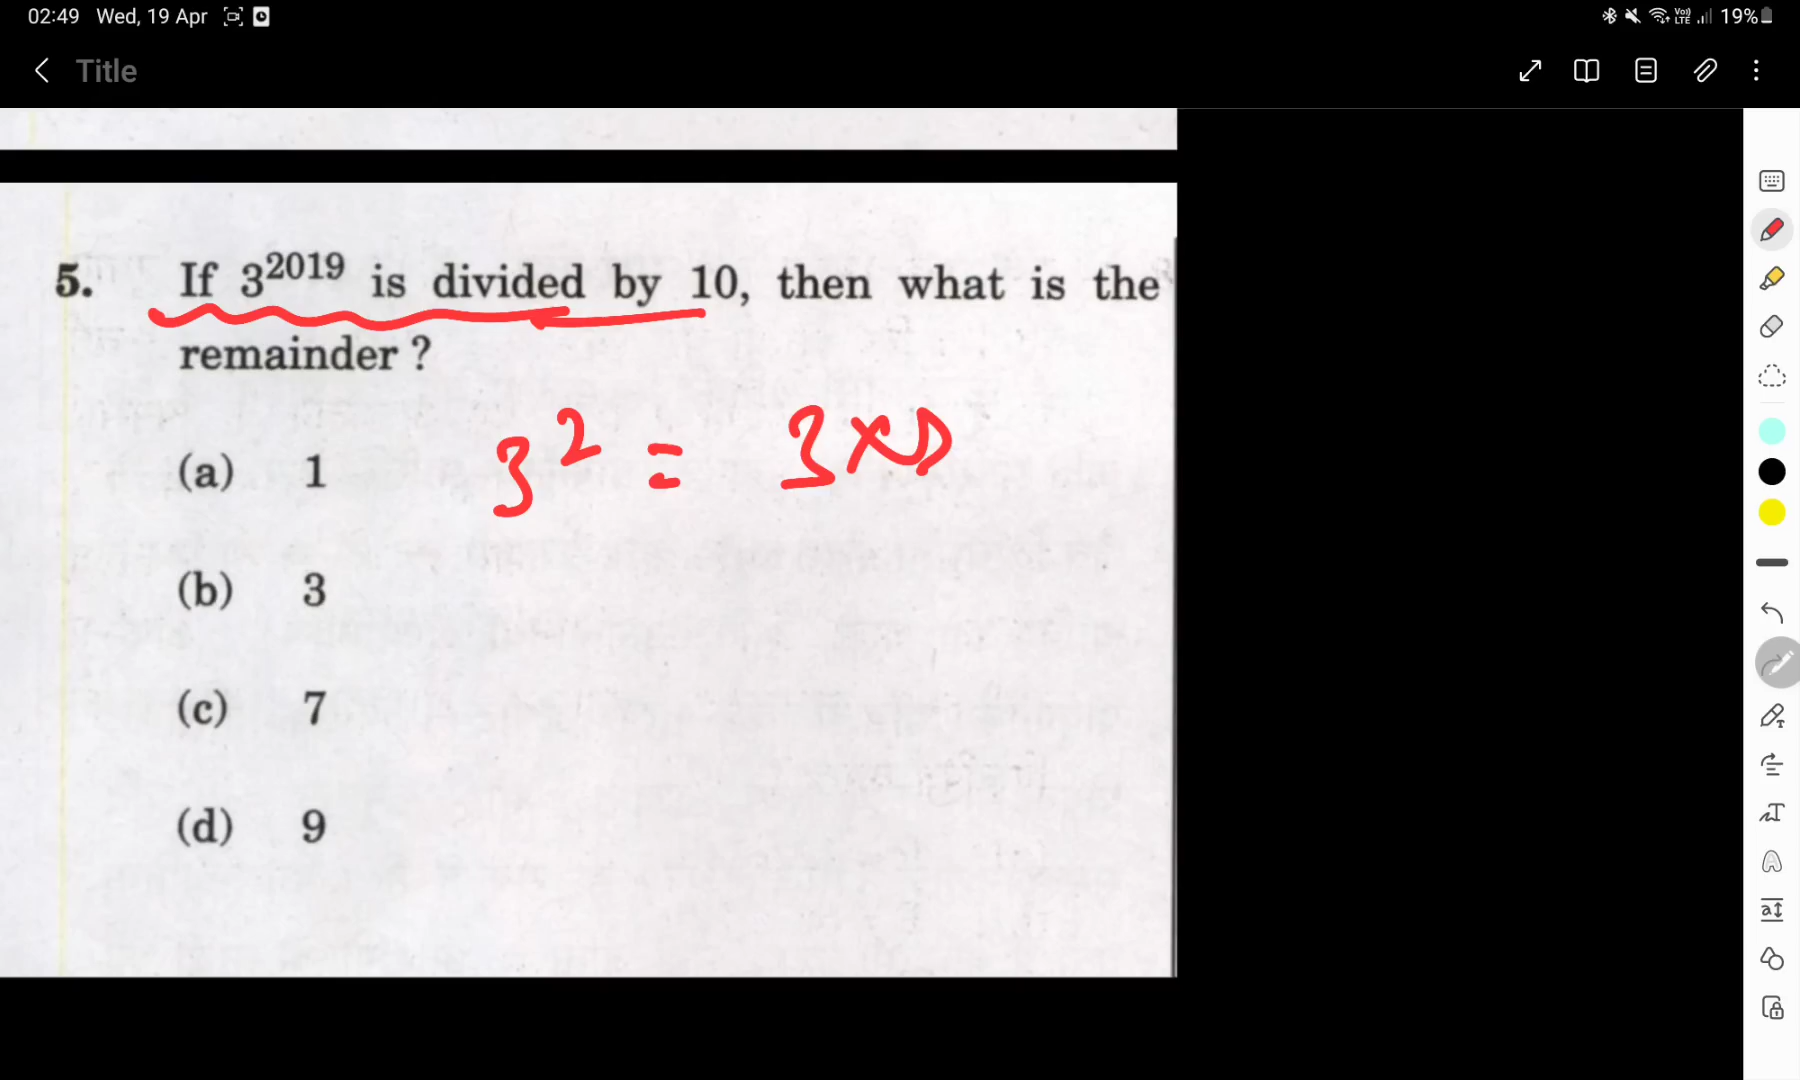 02:49 Wed, 19 Apr 19%
Title
5. If 3^2019 is divided by 10, then what is the
remainder ?
3^2 = 3 ×
(a) 1
(b) 3
(c) 7
(d) 9